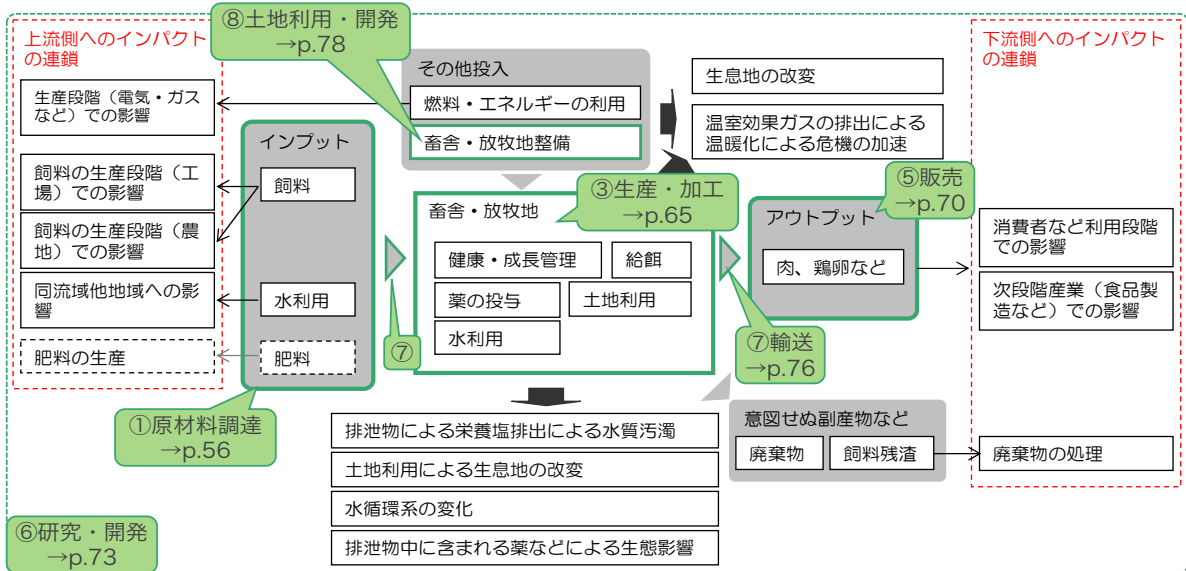 ⑧土地利用・開発
→p.78
上流側へのインパクト
の連鎖
下流側へのインパクト
の連鎖
その他投入
燃料・エネルギーの利用
畜舎・放牧地整備
生息地の改変
温室効果ガスの排出による
温暖化による危機の加速
生産段階（電気・ガス
など）での影響
飼料の生産段階（工
場）での影響
飼料の生産段階（農
地）での影響
同流域他地域への影
響
肥料の生産
インプット
飼料
水利用
肥料
①原材料調達
→p.56
⑦
畜舎・放牧地
③生産・加工
→p.65
健康・成長管理
給餌
薬の投与
土地利用
水利用
⑦輸送
→p.76
アウトプット
⑤販売
→p.70
肉、鶏卵など
消費者など利用段階
での影響
次段階産業（食品製
造など）での影響
排泄物による栄養塩排出による水質汚濁
土地利用による生息地の改変
水循環系の変化
排泄物中に含まれる薬などによる生態影響
意図せぬ副産物など
廃棄物
飼料残渣
廃棄物の処理
⑥研究・開発
→p.73